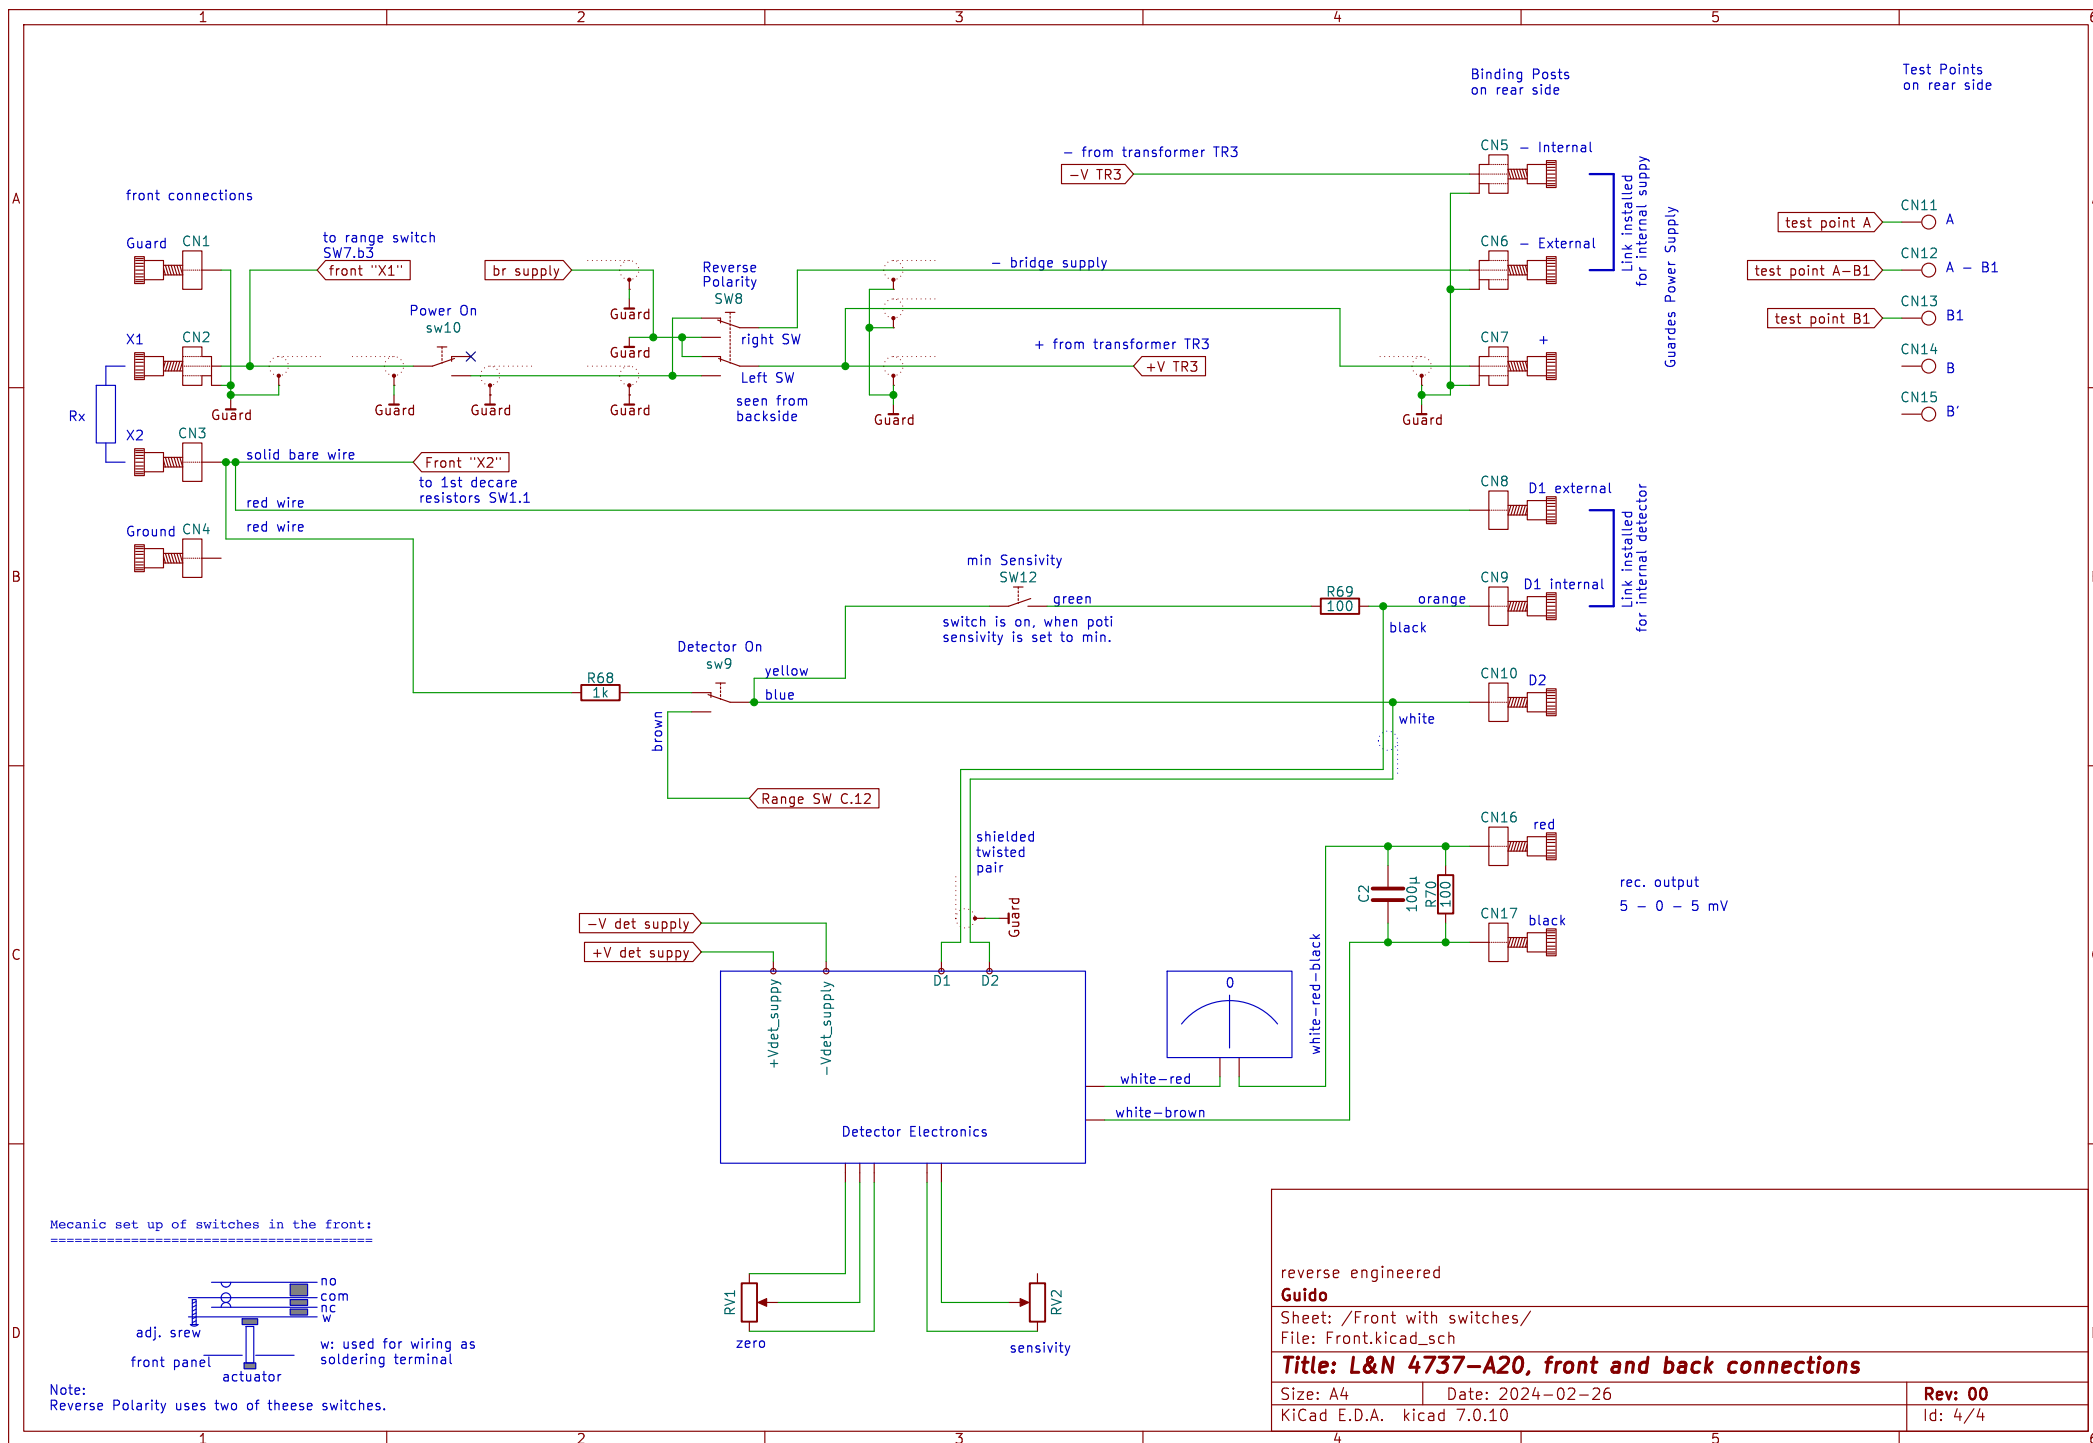 1
2
3
4
5
6
Binding Posts
on rear side
Test Points
on rear side
A
front connections
Guard CN1
to range switch
SW7.b3
front "X1"
br supply
Reverse
Polarity
SW8
right SW
Left SW
seen from
backside
Power On
sw10
X1
CN2
Rx
X2
CN3
Guard
Guard
Guard
Guard
Guard
Guard
Guard
Guard
- from transformer TR3
-V TR3
- bridge supply
+ from transformer TR3
+V TR3
CN5 - Internal
CN6 - External
CN7
+
Link installed
for internal suppy
Guardes Power Supply
CN11
test point A
A
CN12
test point A-B1
A - B1
CN13
test point B1
B1
CN14
B
CN15
B'
solid bare wire
Front "X2"
to 1st decare
resistors SW1.1
red wire
red wire
Ground CN4
B
CN8
D1 external
min Sensivity
SW12
green
switch is on, when poti
sensivity is set to min.
R69
100
orange
black
CN9
D1 internal
Link installed
for internal detector
Detector On
sw9
yellow
blue
R68
1k
brown
CN10
D2
white
Range SW C.12
shielded
twisted
pair
Guard
CN16
red
C2
100µ
R70
100
CN17
black
rec. output
5 - 0 - 5 mV
C
-V det supply
+V det suppy
+Vdet_suppy
-Vdet_supply
D1
D2
0
white-red-black
white-red
white-brown
Detector Electronics
RV1
zero
RV2
sensivity
D
Mecanic set up of switches in the front:
========================================
no
com
nc
w
adj. srew
w: used for wiring as
soldering terminal
front panel
actuator
Note:
Reverse Polarity uses two of theese switches.
reverse engineered
Guido
Sheet: /Front with switches/
File: Front.kicad_sch
Title: L&N 4737-A20, front and back connections
Size: A4
Date: 2024-02-26
Rev: 00
KiCad E.D.A. kicad 7.0.10
Id: 4/4
1
2
3
4
5
6